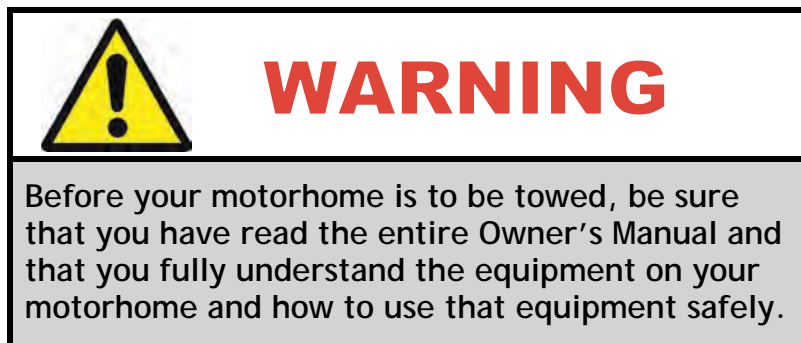 WARNING
Before your motorhome is to be towed, be sure
that you have read the entire Owner’s Manual and
that you fully understand the equipment on your
motorhome and how to use that equipment safely.